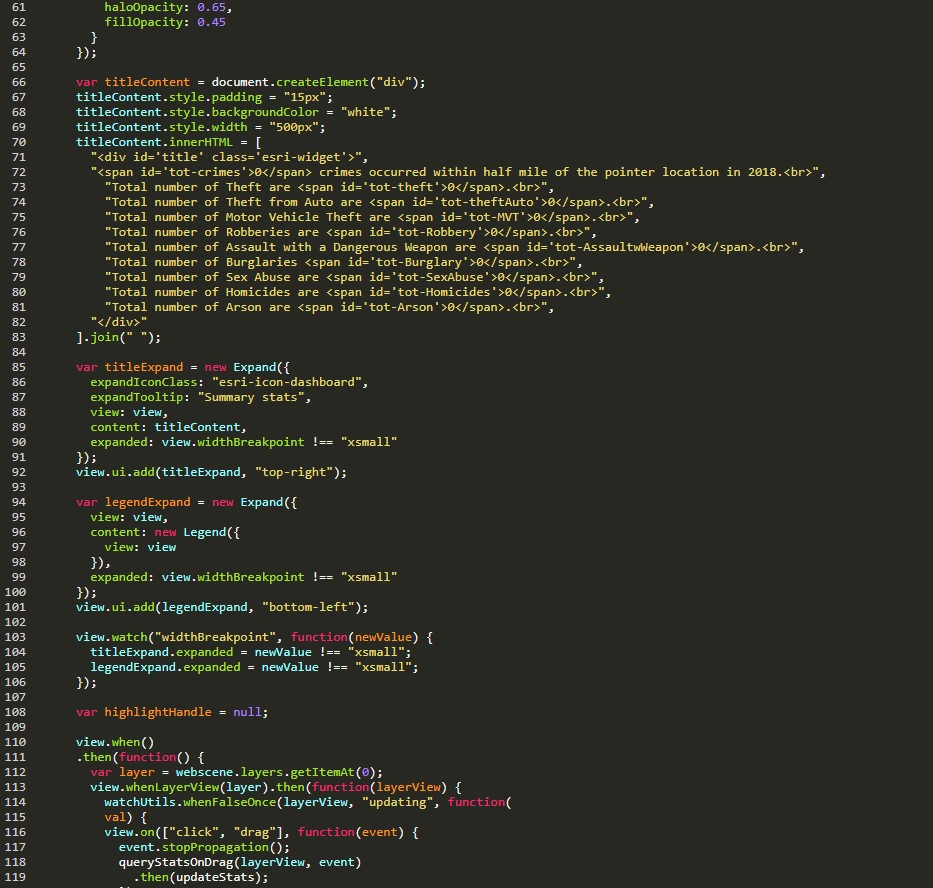 61 haloOpacity: 0.65,
62 fillOpacity: 0.45
63 }
64 });
65
66 var titleContent = document.createElement("div");
67 titleContent.style.padding = "15px";
68 titleContent.style.backgroundColor = "white";
69 titleContent.style.width = "500px";
70 titleContent.innerHTML = [
71 "<div id='title' class='esri-widget'>",
72 "<span id='tot-crimes'>0</span> crimes occurred within half mile of the pointer location in 2018.<br>",
73 "Total number of Theft are <span id='tot-theft'>0</span>.<br>",
74 "Total number of Theft from Auto are <span id='tot-theftAuto'>0</span>.<br>",
75 "Total number of Motor Vehicle Theft are <span id='tot-MVT'>0</span>.<br>",
76 "Total number of Robberies are <span id='tot-Robbery'>0</span>.<br>",
77 "Total number of Assault with a Dangerous Weapon are <span id='tot-AssaultwWeapon'>0</span>.<br>",
78 "Total number of Burglaries <span id='tot-Burglary'>0</span>.<br>",
79 "Total number of Sex Abuse are <span id='tot-SexAbuse'>0</span>.<br>",
80 "Total number of Homicides are <span id='tot-Homicides'>0</span>.<br>",
81 "Total number of Arson are <span id='tot-Arson'>0</span>.<br>",
82 "</div>"
83 ].join(" ");
84
85 var titleExpand = new Expand({
86 expandIconClass: "esri-icon-dashboard",
87 expandTooltip: "Summary stats",
88 view: view,
89 content: titleContent,
90 expanded: view.widthBreakpoint !== "xsmall"
91 });
92 view.ui.add(titleExpand, "top-right");
93
94 var legendExpand = new Expand({
95 view: view,
96 content: new Legend({
97 view: view
98 }),
99 expanded: view.widthBreakpoint !== "xsmall"
100 });
101 view.ui.add(legendExpand, "bottom-left");
102
103 view.watch("widthBreakpoint", function(newValue) {
104 titleExpand.expanded = newValue !== "xsmall";
105 legendExpand.expanded = newValue !== "xsmall";
106 });
107
108 var highlightHandle = null;
109
110 view.when()
111 .then(function() {
112 var layer = webscene.layers.getItemAt(0);
113 view.whenLayerView(layer).then(function(layerView) {
114 watchUtils.whenFalseOnce(layerView, "updating", function(
115 val) {
116 view.on(["click", "drag"], function(event) {
117 event.stopPropagation();
118 queryStatsOnDrag(layerView, event)
119 .then(updateStats);